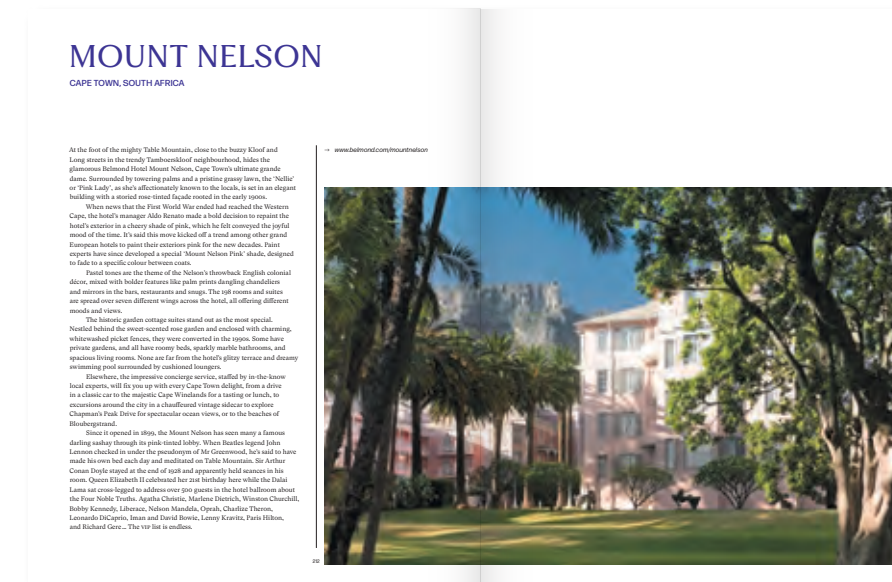 MOUNT NELSON
CAPE TOWN, SOUTH AFRICA
At the foot of the mighty Table Mountain, close to the buzzy Kloof and
Long streets in the trendy Tamboerskloof neighbourhood, hides the
glamorous Belmond Hotel Mount Nelson, Cape Town's ultimate grande
dame. Surrounded by towering palms and a pristine grassy lawn, the 'Nellie'
or 'Pink Lady', as she's affectionately known to the locals, is set in an elegant
building with a storied rose-tinted façade rooted in the early 1900s.
When news that the First World War ended had reached the Western
Cape, the hotel's manager Aldo Renato made a bold decision to repaint the
hotel's exterior in a cheery shade of pink, which he felt conveyed the joyful
mood of the time. It's said this move kicked off a trend among other grand
European hotels to paint their exteriors pink for the new decades. Paint
experts have since developed a special 'Mount Nelson Pink' shade, designed
to fade to a specific colour between coats.
Pastel tones are the theme of the Nelson's throwback English colonial
décor, mixed with bolder features like palm prints dangling chandeliers
and mirrors in the bars, restaurants and snugs. The 198 rooms and suites
are spread over seven different wings across the hotel, all offering different
moods and views.
The historic garden cottage suites stand out as the most special.
Nestled behind the sweet-scented rose garden and enclosed with charming,
whitewashed picket fences, they were converted in the 1990s. Some have
private gardens, and all have roomy beds, sparkly marble bathrooms, and
spacious living rooms. None are far from the hotel's glitzy terrace and dreamy
swimming pool surrounded by cushioned loungers.
Elsewhere, the impressive concierge service, staffed by in-the-know
local experts, will fix you up with every Cape Town delight, from a drive
in a classic car to the majestic Cape Winelands for a tasting or lunch, to
excursions around the city in a chauffeured vintage sidecar to explore
Chapman's Peak Drive for spectacular ocean views, or to the beaches of
Bloubergstrand.
Since it opened in 1899, the Mount Nelson has seen many a famous
darling sashay through its pink-tinted lobby. When Beatles legend John
Lennon checked in under the pseudonym of Mr Greenwood, he's said to have
made his own bed each day and meditated on Table Mountain. Sir Arthur
Conan Doyle stayed at the end of 1928 and apparently held seances in his
room. Queen Elizabeth II celebrated her 21st birthday here while the Dalai
Lama sat cross-legged to address over 500 guests in the hotel ballroom about
the Four Noble Truths. Agatha Christie, Marlene Dietrich, Winston Churchill,
Bobby Kennedy, Liberace, Nelson Mandela, Oprah, Charlize Theron,
Leonardo DiCaprio, Iman and David Bowie, Lenny Kravitz, Paris Hilton,
and Richard Gere... The VIP list is endless.
→ www.belmond.com/mountnelson